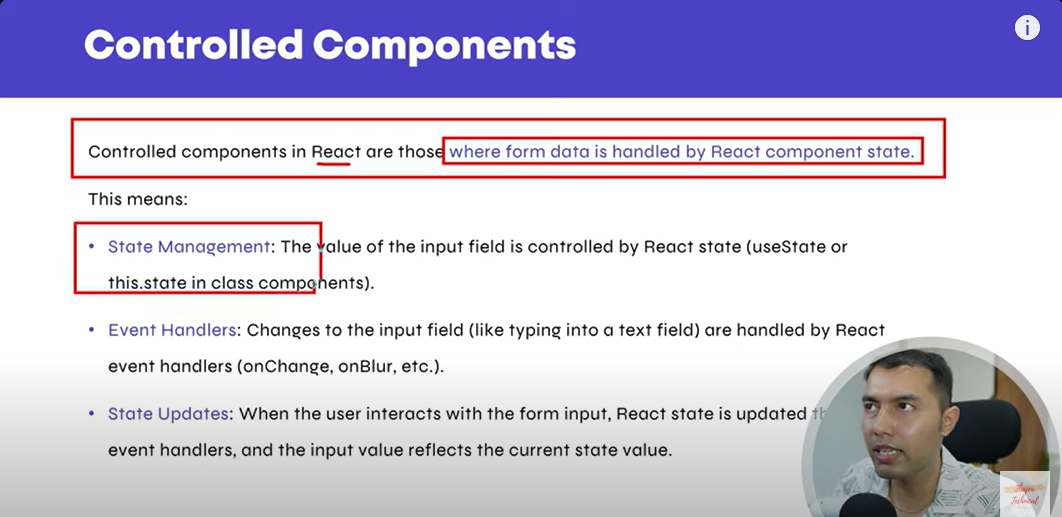 Controlled Components
i
Controlled components in React are those where form data is handled by React component state.
This means:
• State Management: The value of the input field is controlled by React state (useState or
this.state in class components).
• Event Handlers: Changes to the input field (like typing into a text field) are handled by React
event handlers (onChange, onBlur, etc.).
• State Updates: When the user interacts with the form input, React state is updated
event handlers, and the input value reflects the current state value.
Technical